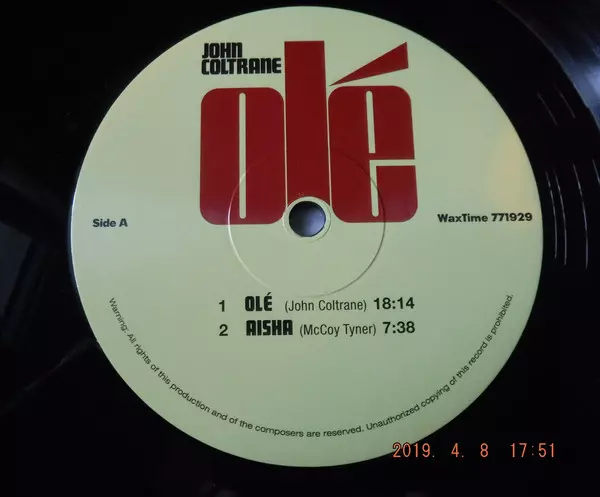 JOHN
COLTRANE
olé
Side A
WaxTime 771929
1 OLÉ (John Coltrane) 18:14
2 AISHA (McCoy Tyner) 7:38
Warning: All rights of this production and of the composers are reserved. Unauthorized copying of this record is prohibited.
2019. 4. 8 17:51